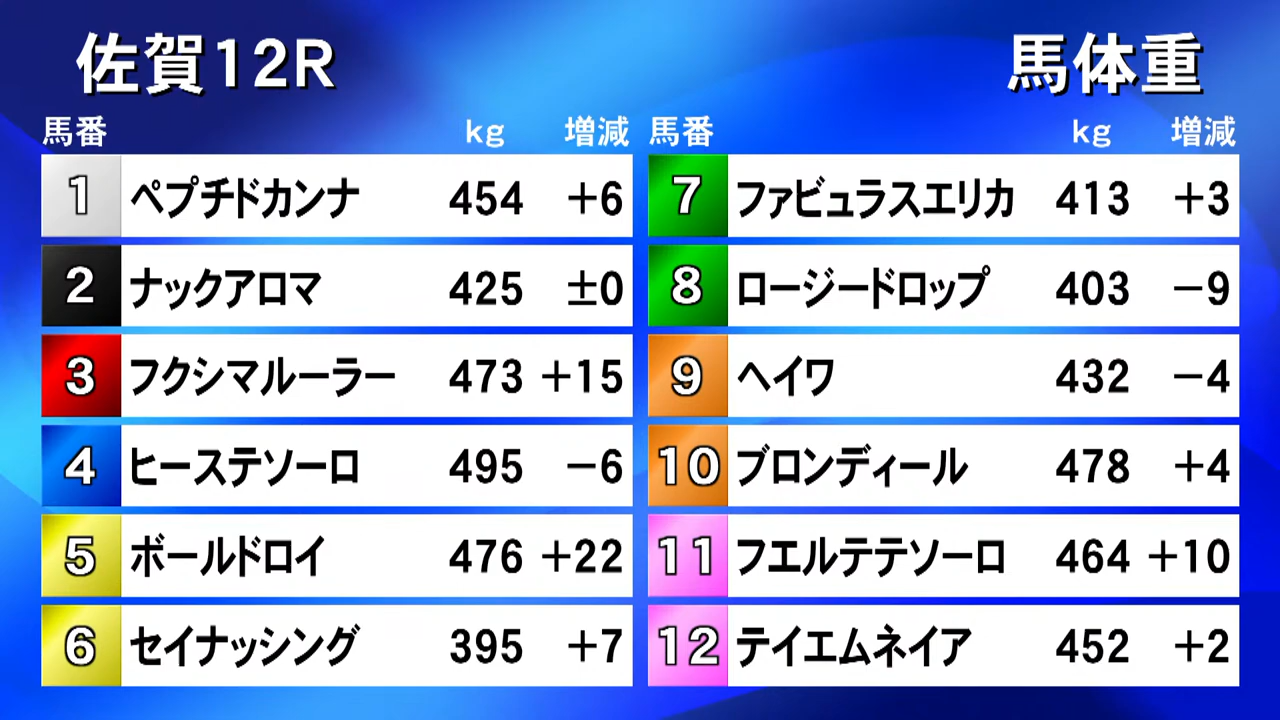 佐賀12R 馬体重
馬番 kg 増減
1 ペプチドカンナ 454 +6
2 ナックアロマ 425 ±0
3 フクシマルーラー 473 +15
4 ヒーステソーロ 495 -6
5 ボールドロイ 476 +22
6 セイナッシング 395 +7
馬番 kg 増減
7 ファビュラスエリカ 413 +3
8 ロージードロップ 403 -9
9 ヘイワ 432 -4
10 ブロンディール 478 +4
11 フエルテテソーロ 464 +10
12 テイエムネイア 452 +2